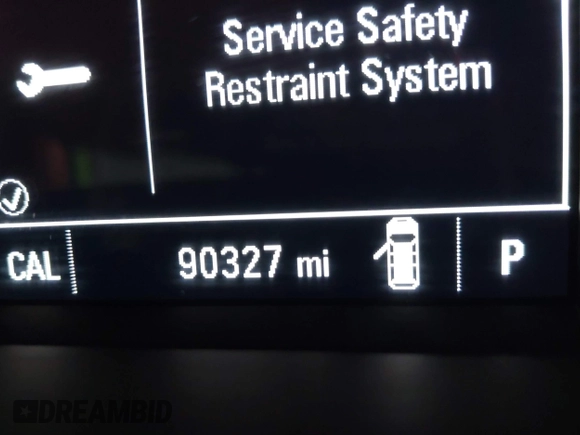 Service Safety
Restraint System
CAL
90327 mi
P
DREAMBID